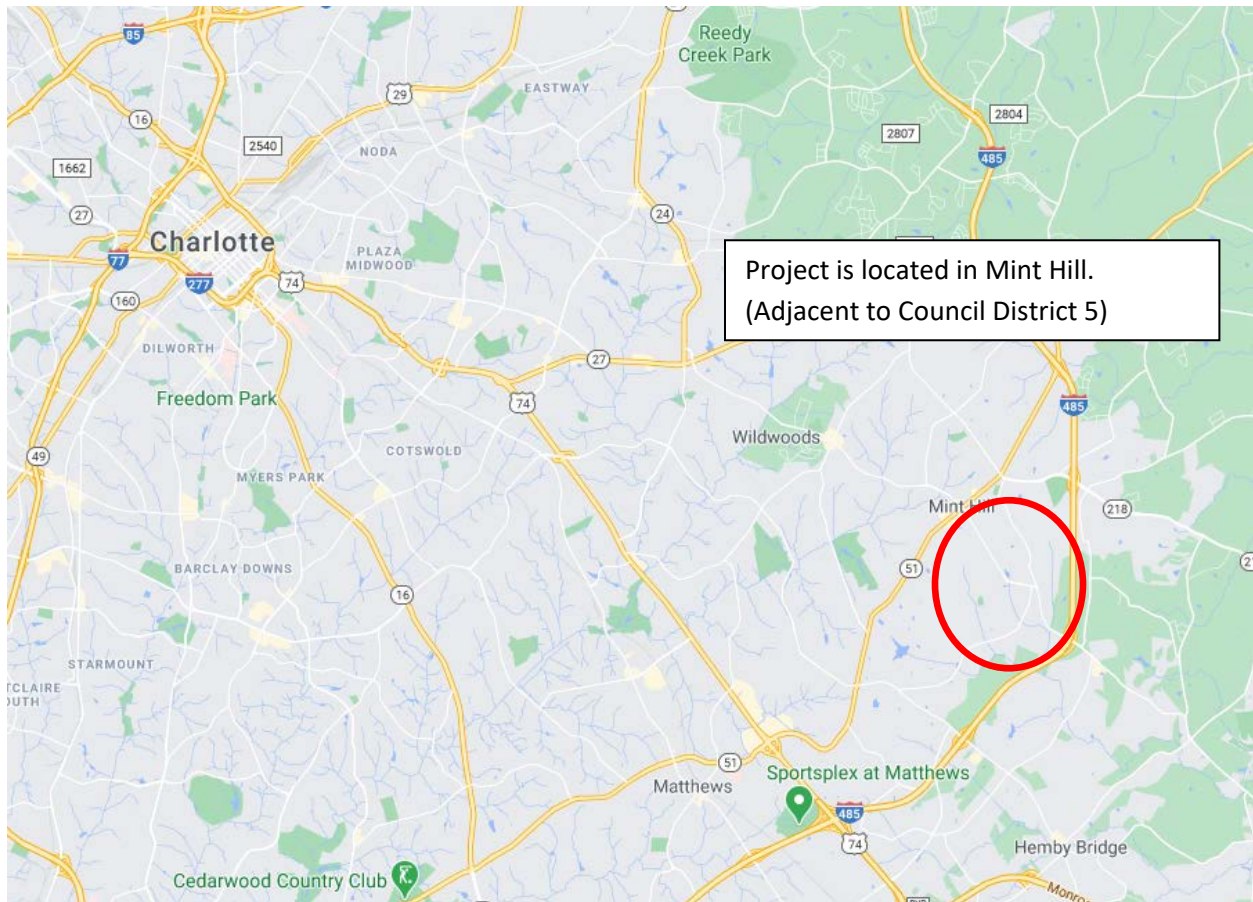 Reedy
Creek Park
85
EASTWAY
29
2804
16
2807
2540
NODA
485
1662
27
24
Charlotte
PLAZA
MIDWOOD
77
277
74
160
Project is located in Mint Hill.
(Adjacent to Council District 5)
DILWORTH
27
Freedom Park
74
485
Wildwoods
49
COTSWOLD
MYERS PARK
Mint Hill
218
BARCLAY DOWNS
51
16
STARMOUNT
TCLAIRE
OUTH
51
Matthews
Sportsplex at Matthews
485
74
Hemby Bridge
Cedarwood Country Club
Monro